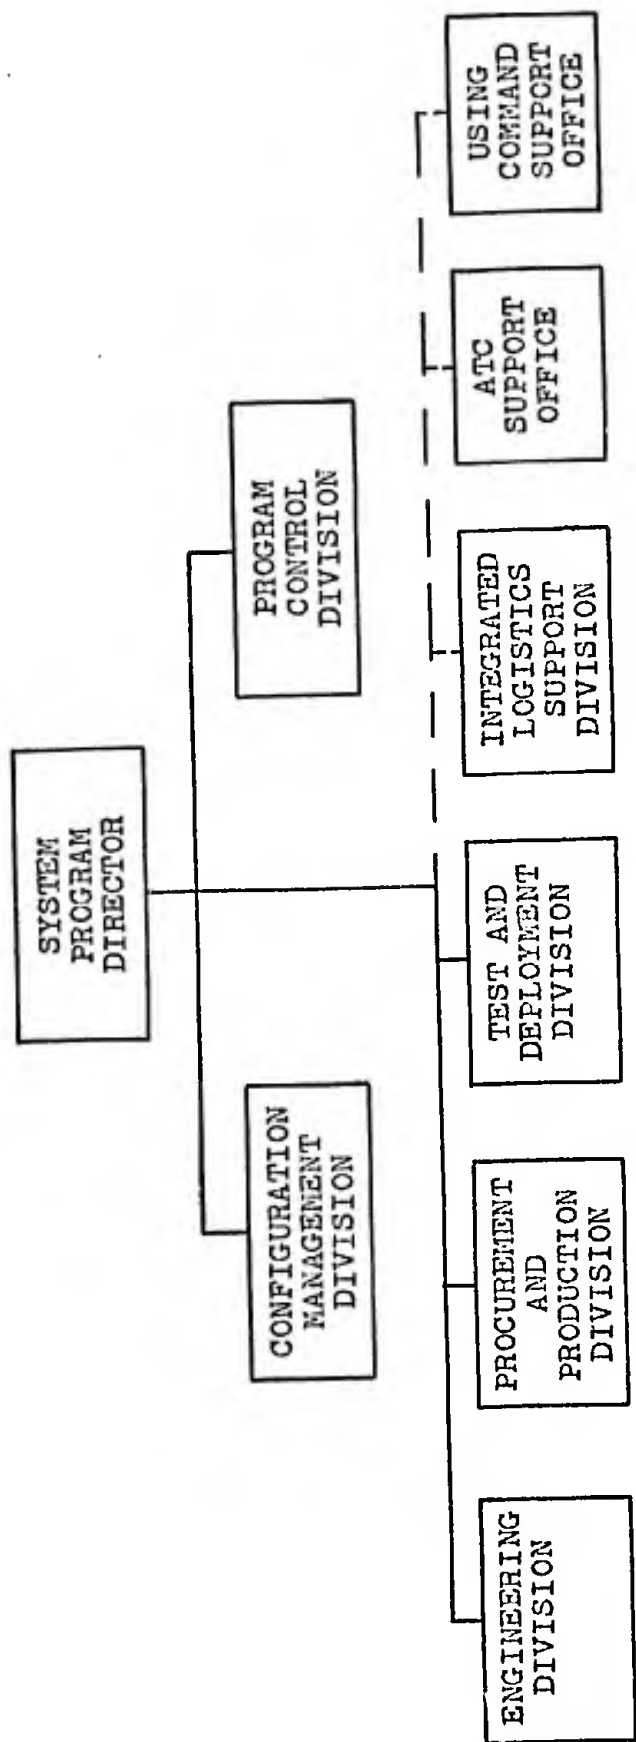 SYSTEM
PROGRAM
DIRECTOR
CONFIGURATION
MANAGEMENT
DIVISION
PROGRAM
CONTROL
DIVISION
ENGINEERING
DIVISION
PROCUREMENT
AND
PRODUCTION
DIVISION
TEST AND
DEPLOYMENT
DIVISION
INTEGRATED
LOGISTICS
SUPPORT
DIVISION
ATC
SUPPORT
OFFICE
USING
COMMAND
SUPPORT
OFFICE